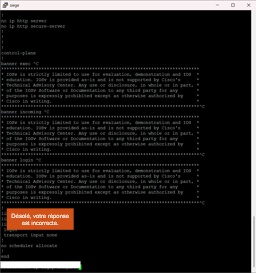 siege
no ip http server
no ip http secure-server
!
!
!
control-plane
!
banner exec ^C
**************************************************************************
* IOSv is strictly limited to use for evaluation, demonstration and IOS *
* education. IOSv is provided as-is and is not supported by Cisco's *
* Technical Advisory Center. Any use or disclosure, in whole or in part, *
* of the IOSv Software or Documentation to any third party for any *
* purposes is expressly prohibited except as otherwise authorized by *
* Cisco in writing. *
**************************************************************************^C
banner incoming ^C
**************************************************************************
* IOSv is strictly limited to use for evaluation, demonstration and IOS *
* education. IOSv is provided as-is and is not supported by Cisco's *
* Technical Advisory Center. Any use or disclosure, in whole or in part, *
* of the IOSv Software or Documentation to any third party for any *
* purposes is expressly prohibited except as otherwise authorized by *
* Cisco in writing. *
**************************************************************************^C
banner login ^C
**************************************************************************
* IOSv is strictly limited to use for evaluation, demonstration and IOS *
* education. IOSv is provided as-is and is not supported by Cisco's *
* Technical Advisory Center. Any use or disclosure, in whole or in part, *
* of the IOSv Software or Documentation to any third party for any *
* purposes is expressly prohibited except as otherwise authorized by *
* Cisco in writing. *
**************************************************************************^C
Désolé, votre réponse
est incorrecte.
transport input none
!
no scheduler allocate
!
end